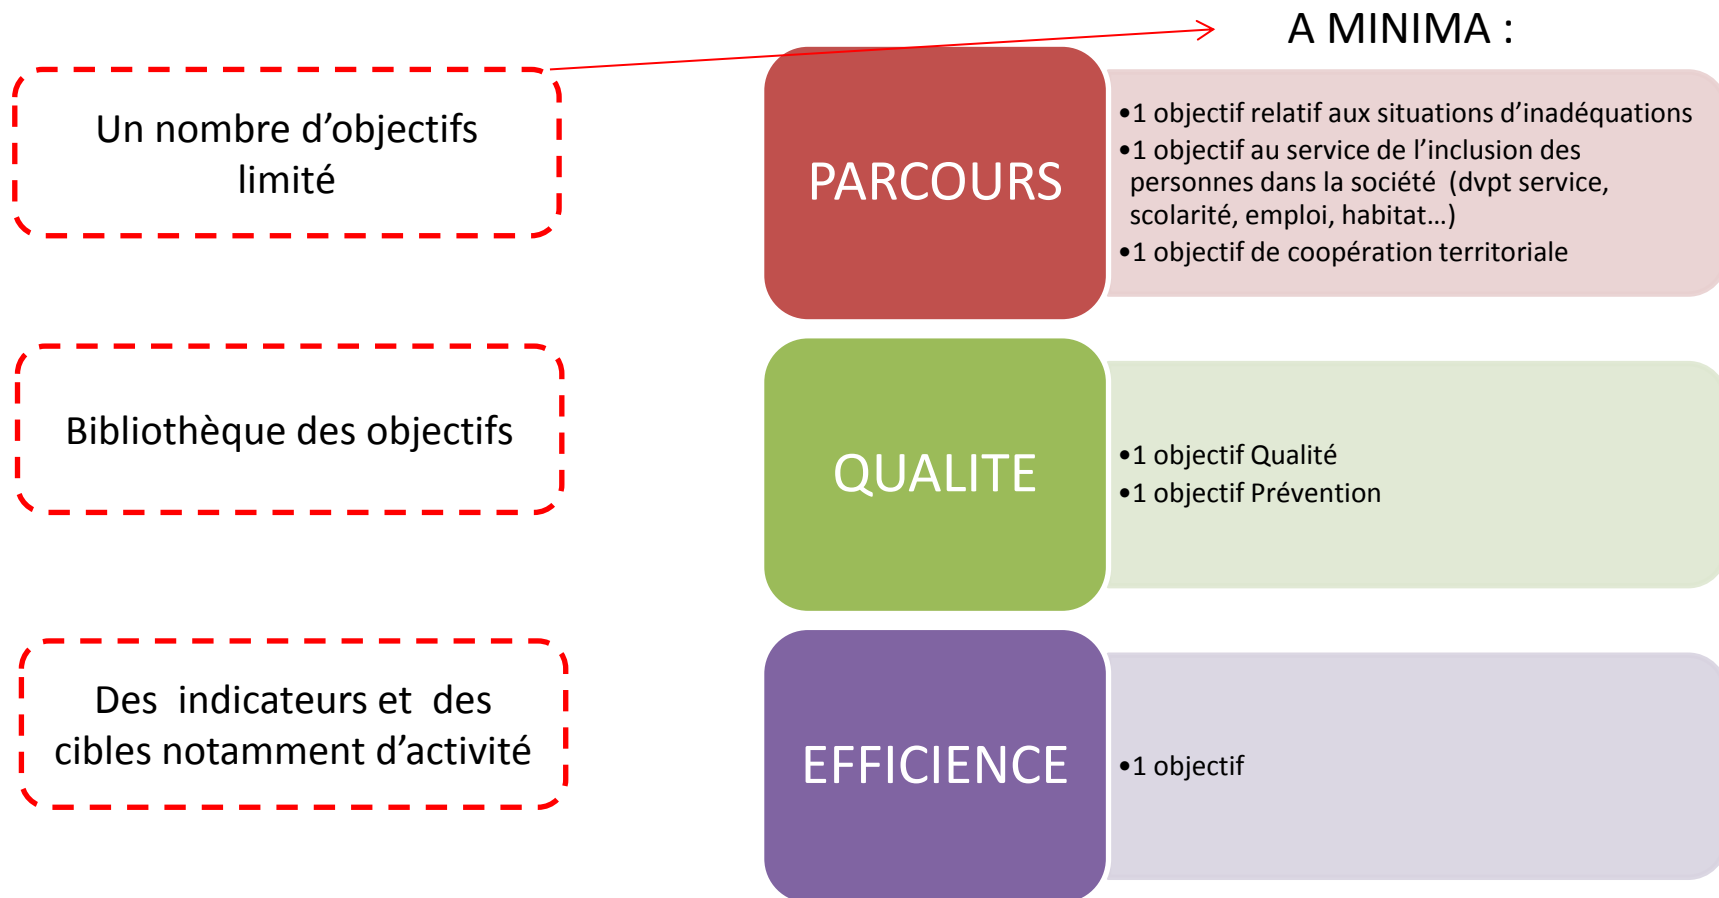 A MINIMA :
Un nombre d’objectifs
limité
PARCOURS
•1 objectif relatif aux situations d’inadéquations
•1 objectif au service de l’inclusion des
personnes dans la société  (dvpt service,
scolarité, emploi, habitat…)
•1 objectif de coopération territoriale
Bibliothèque des objectifs
QUALITE
•1 objectif Qualité
•1 objectif Prévention
Des  indicateurs et  des
cibles notamment d’activité
EFFICIENCE
•1 objectif